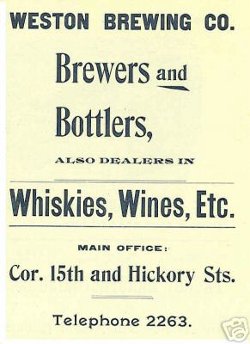 WESTON BREWING CO.
Brewers and
Bottlers,
ALSO DEALERS IN
Whiskies, Wines, Etc.
MAIN OFFICE:
Cor. 15th and Hickory Sts.
Telephone 2263.